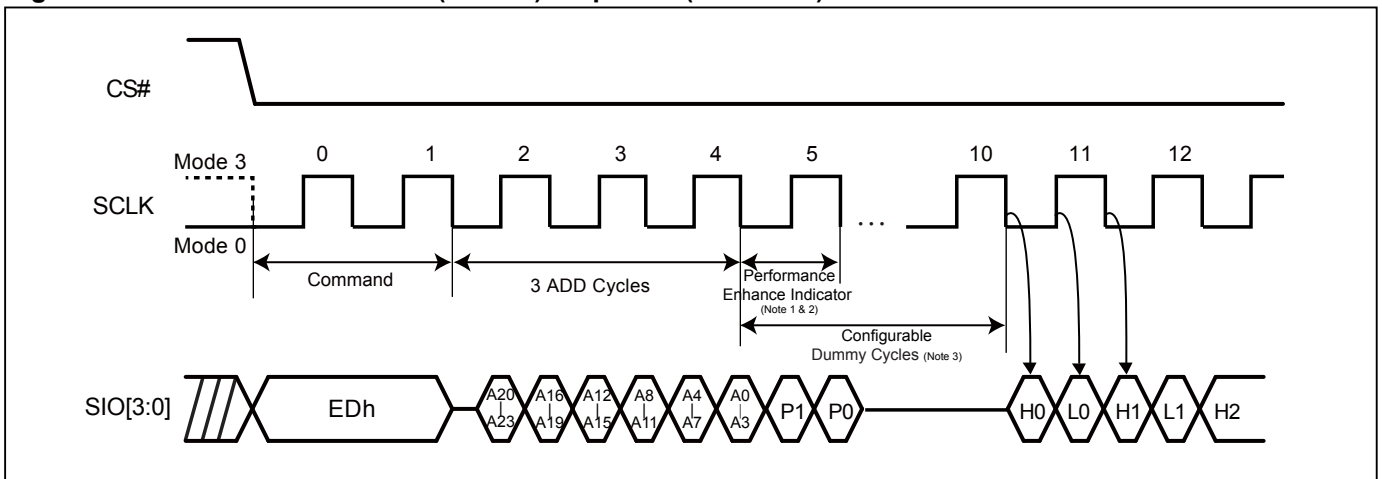 CS#
Mode 3
0 1 2 3 4 5 10 11 12
SCLK
...
Mode 0
Command
3 ADD Cycles
Performance
Enhance Indicator
(Note 1 & 2)
Configurable
Dummy Cycles (Note 3)
SIO[3:0]
EDh
A20
A23
A16
A19
A12
A15
A8
A11
A4
A7
A0
A3
P1
P0
H0
L0
H1
L1
H2